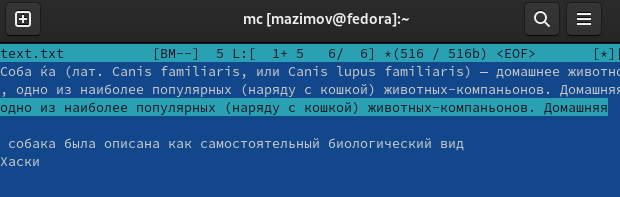 mc [mazimov@fedora]:~
text.txt [BM--] 5 L:[ 1+ 5 6/ 6] *(516 / 516b) <EOF> [*][
Соба ́ка (лат. Canis familiaris, или Canis lupus familiaris) — домашнее животно
, одно из наиболее популярных (наряду с кошкой) животных-компаньонов. Домашняя
одно из наиболее популярных (наряду с кошкой) животных-компаньонов. Домашняя
собака была описана как самостоятельный биологический вид
Хаски